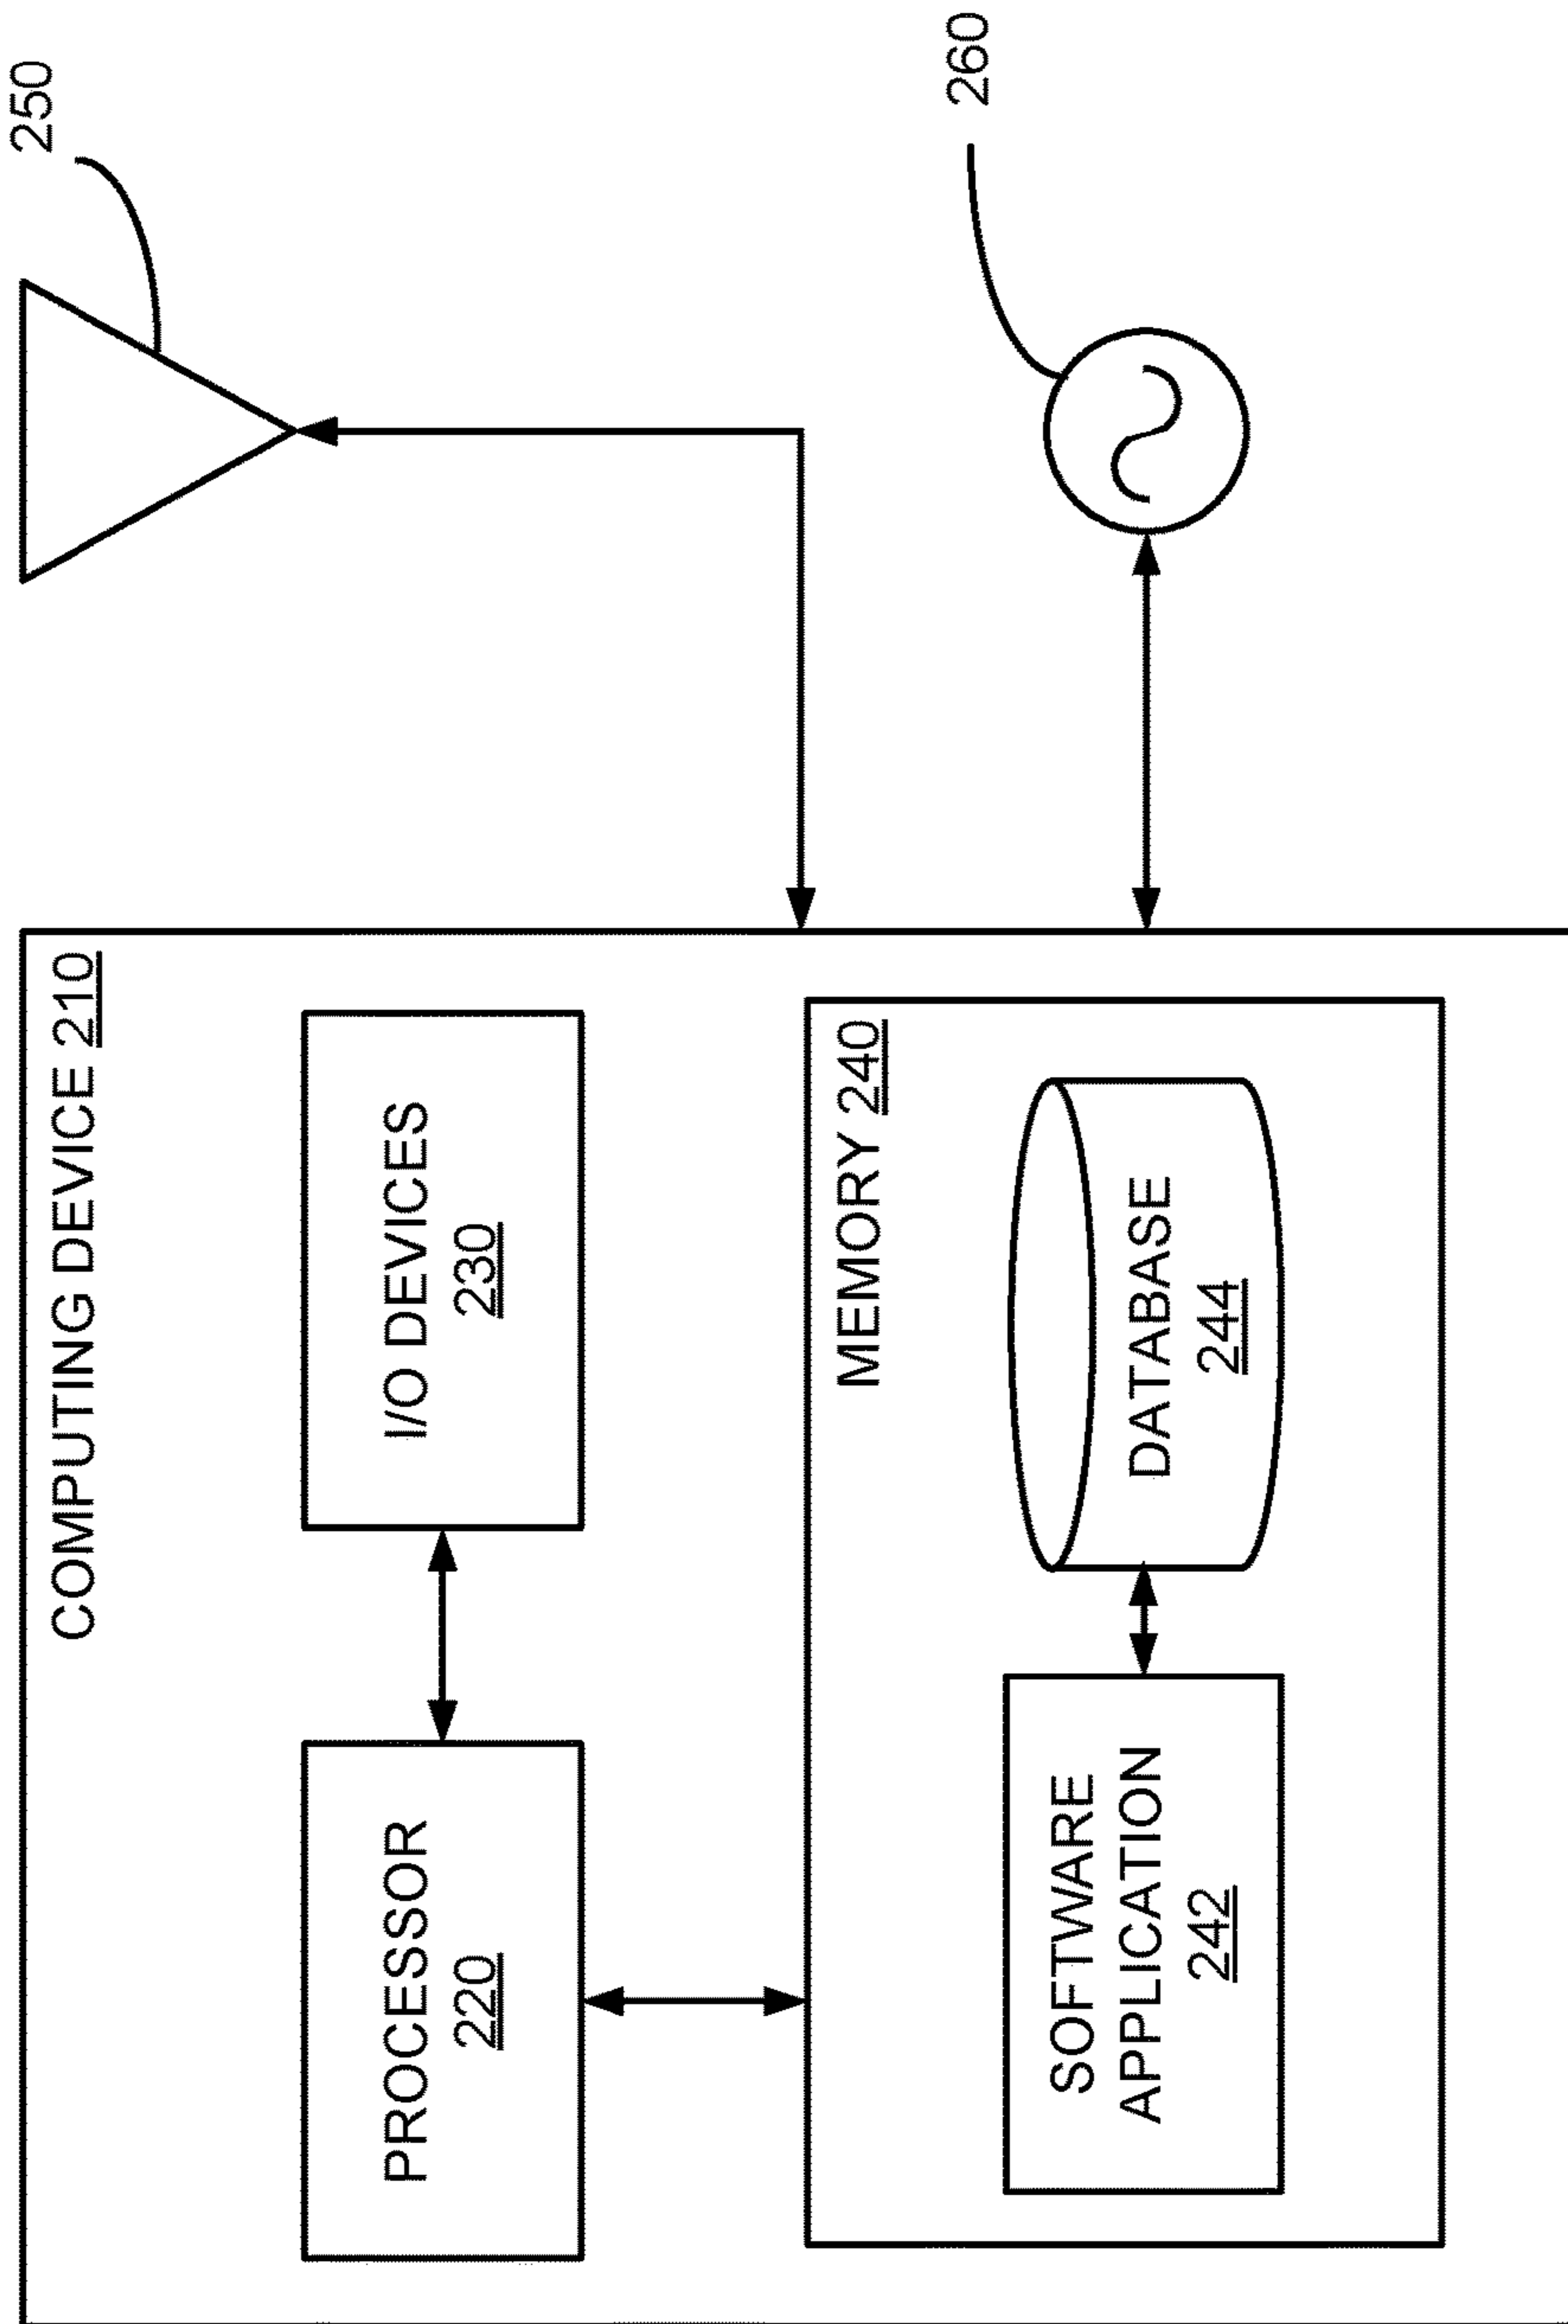 COMPUTING DEVICE 210
PROCESSOR
220
I/O DEVICES
230
MEMORY 240
SOFTWARE
APPLICATION
242
DATABASE
244
250
260